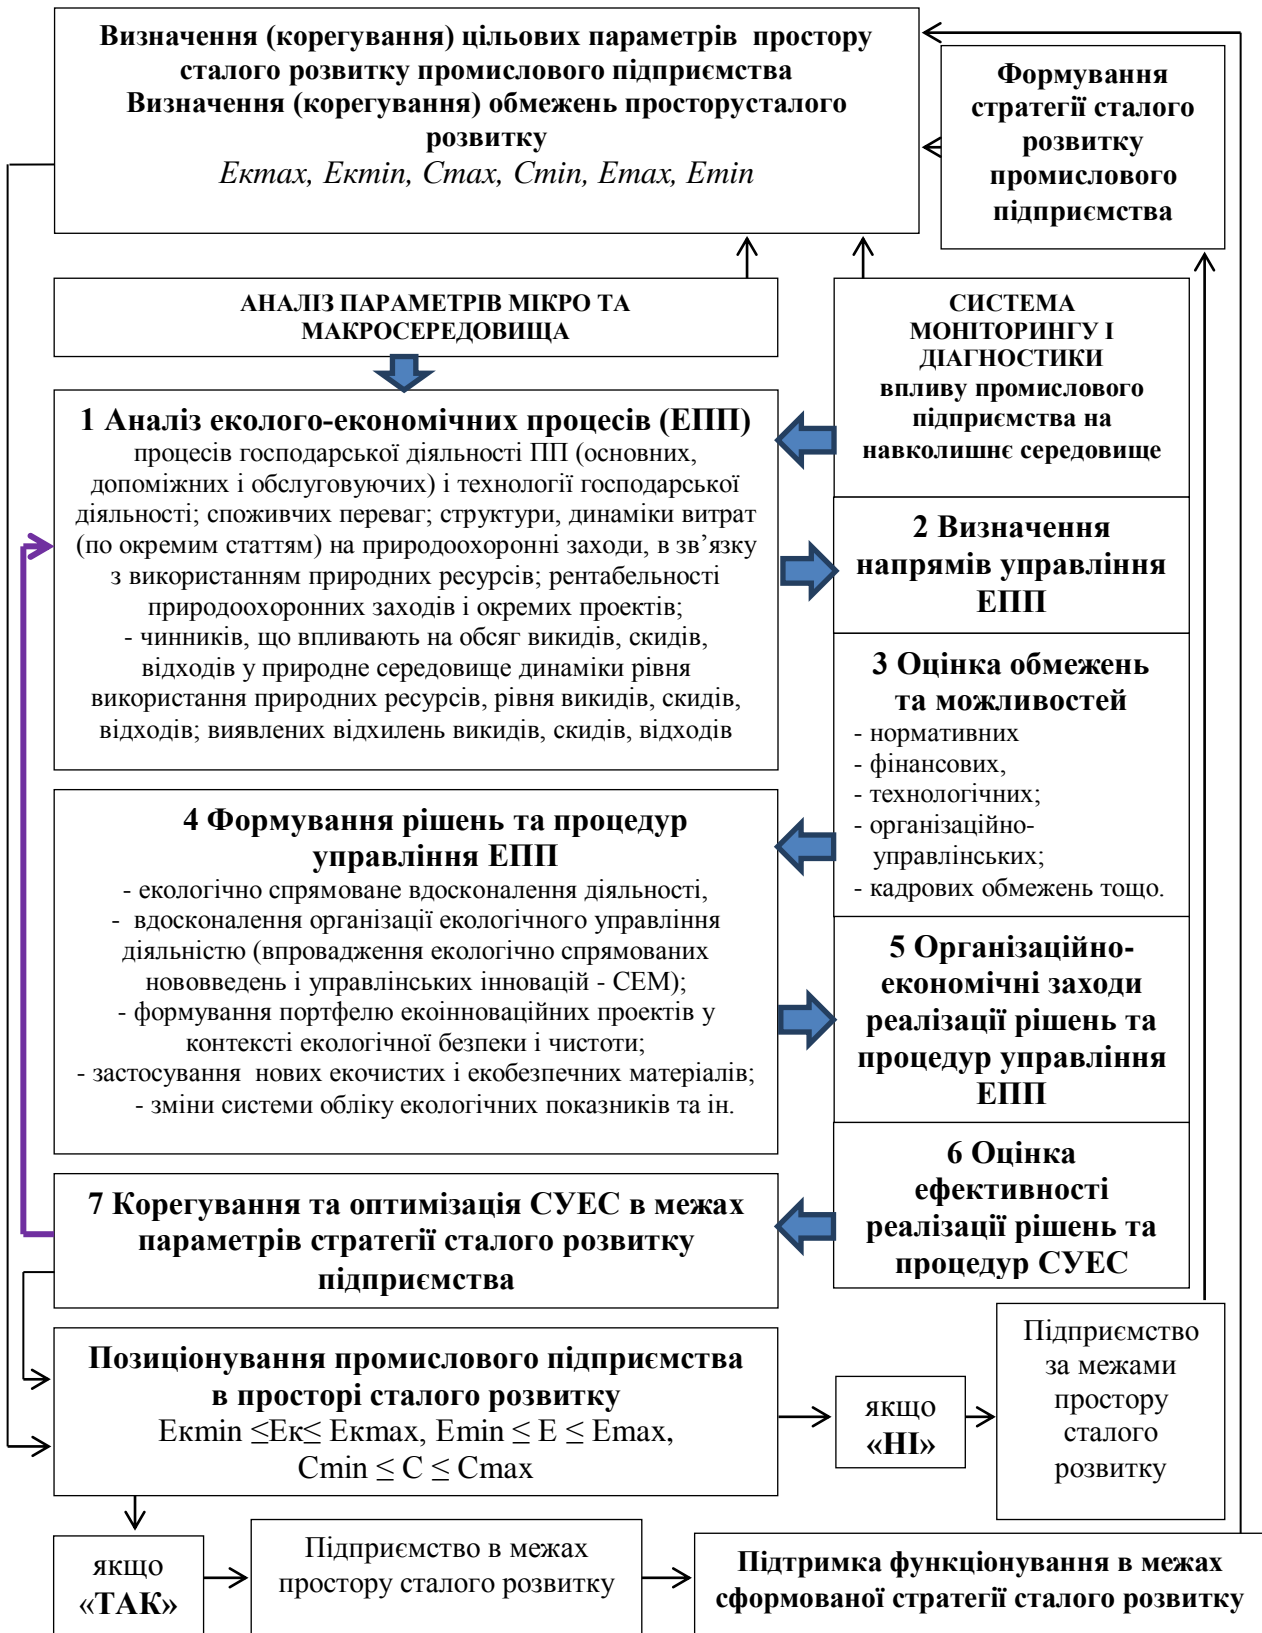 Визначення (корегування) цільових параметрів простору
сталого розвитку промислового підприємства
Визначення (корегування) обмежень просторусталого
розвитку
Екmax, Екmin, Cmax, Cmin, Emax, Emin
Формування
стратегії сталого
розвитку
промислового
підприємства
АНАЛІЗ ПАРАМЕТРІВ МІКРО ТА
МАКРОСЕРЕДОВИЩА
СИСТЕМА
МОНІТОРИНГУ І
ДІАГНОСТИКИ
впливу промислового
підприємства на
навколишнє середовище
1 Аналіз еколого-економічних процесів (ЕПП)
процесів господарської діяльності ПП (основних,
допоміжних і обслуговуючих) і технології господарської
діяльності; споживчих переваг; структури, динаміки витрат
(по окремим статтям) на природоохоронні заходи, в зв’язку
з використанням природних ресурсів; рентабельності
природоохоронних заходів і окремих проектів;
- чинників, що впливають на обсяг викидів, скидів,
відходів у природне середовище динаміки рівня
використання природних ресурсів, рівня викидів, скидів,
відходів; виявлених відхилень викидів, скидів, відходів
2 Визначення
напрямів управління
ЕПП
3 Оцінка обмежень
та можливостей
- нормативних
- фінансових,
- технологічних;
- організаційно-
управлінських;
- кадрових обмежень тощо.
4 Формування рішень та процедур
управління ЕПП
- екологічно спрямоване вдосконалення діяльності,
- вдосконалення організації екологічного управління
діяльністю (впровадження екологічно спрямованих
нововведень і управлінських інновацій - СЕМ);
- формування портфелю екоінноваційних проектів у
контексті екологічної безпеки і чистоти;
- застосування нових екочистих і екобезпечних матеріалів;
- зміни системи обліку екологічних показників та ін.
5 Організаційно-
економічні заходи
реалізації рішень та
процедур управління
ЕПП
6 Оцінка
ефективності
реалізації рішень та
процедур СУЕС
7 Корегування та оптимізація СУЕС в межах
параметрів стратегії сталого розвитку
підприємства
Позиціонування промислового підприємства
в просторі сталого розвитку
Екmin ≤Ек≤ Екmax, Emin ≤ E ≤ Emax,
Cmin ≤ C ≤ Cmax
якщо
«НІ»
Підприємство
за межами
простору
сталого
розвитку
якщо
«ТАК»
Підприємство в межах
простору сталого розвитку
Підтримка функціонування в межах
сформованої стратегії сталого розвитку